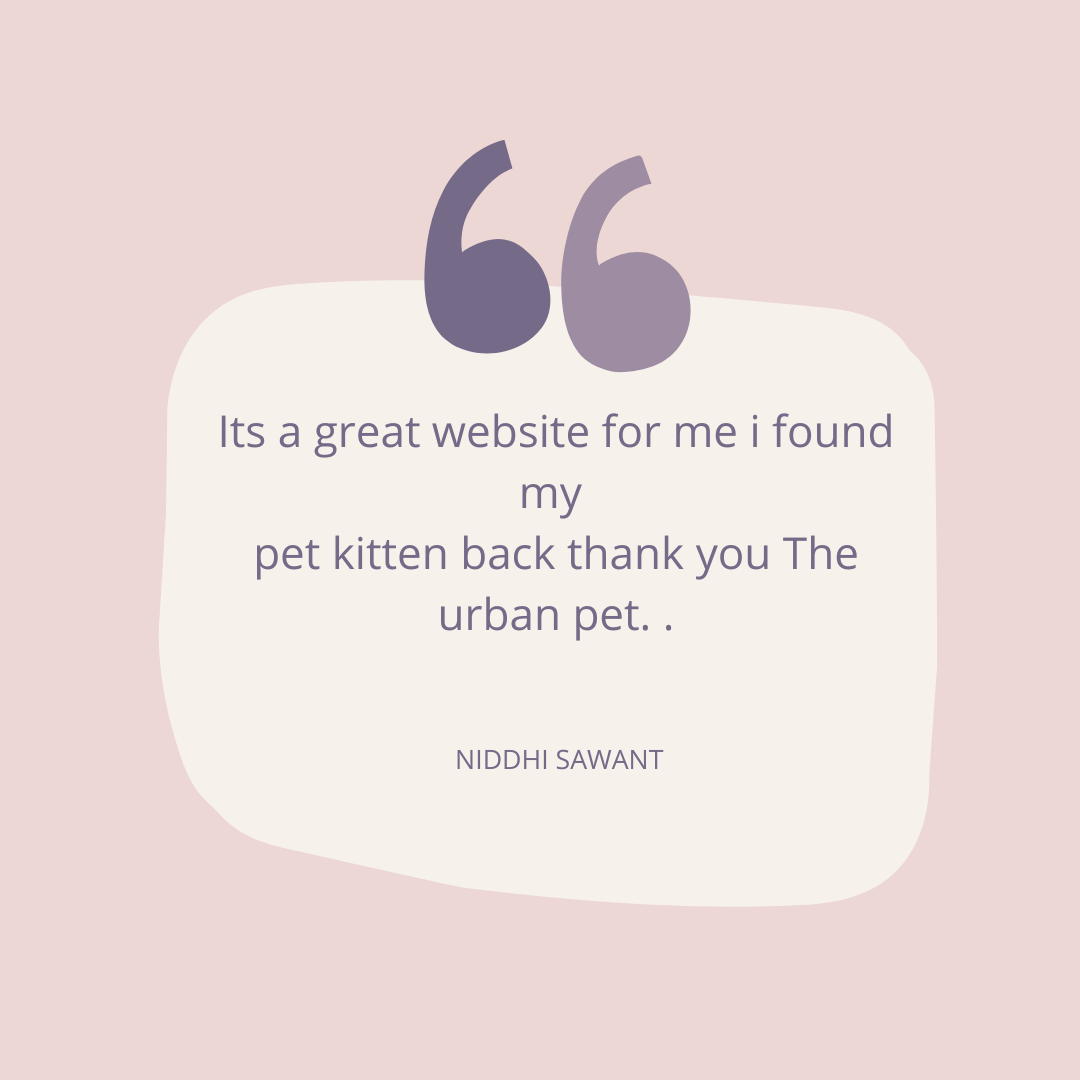 Its a great website for me i found
my
pet kitten back thank you The
urban pet. .
NIDDHI SAWANT